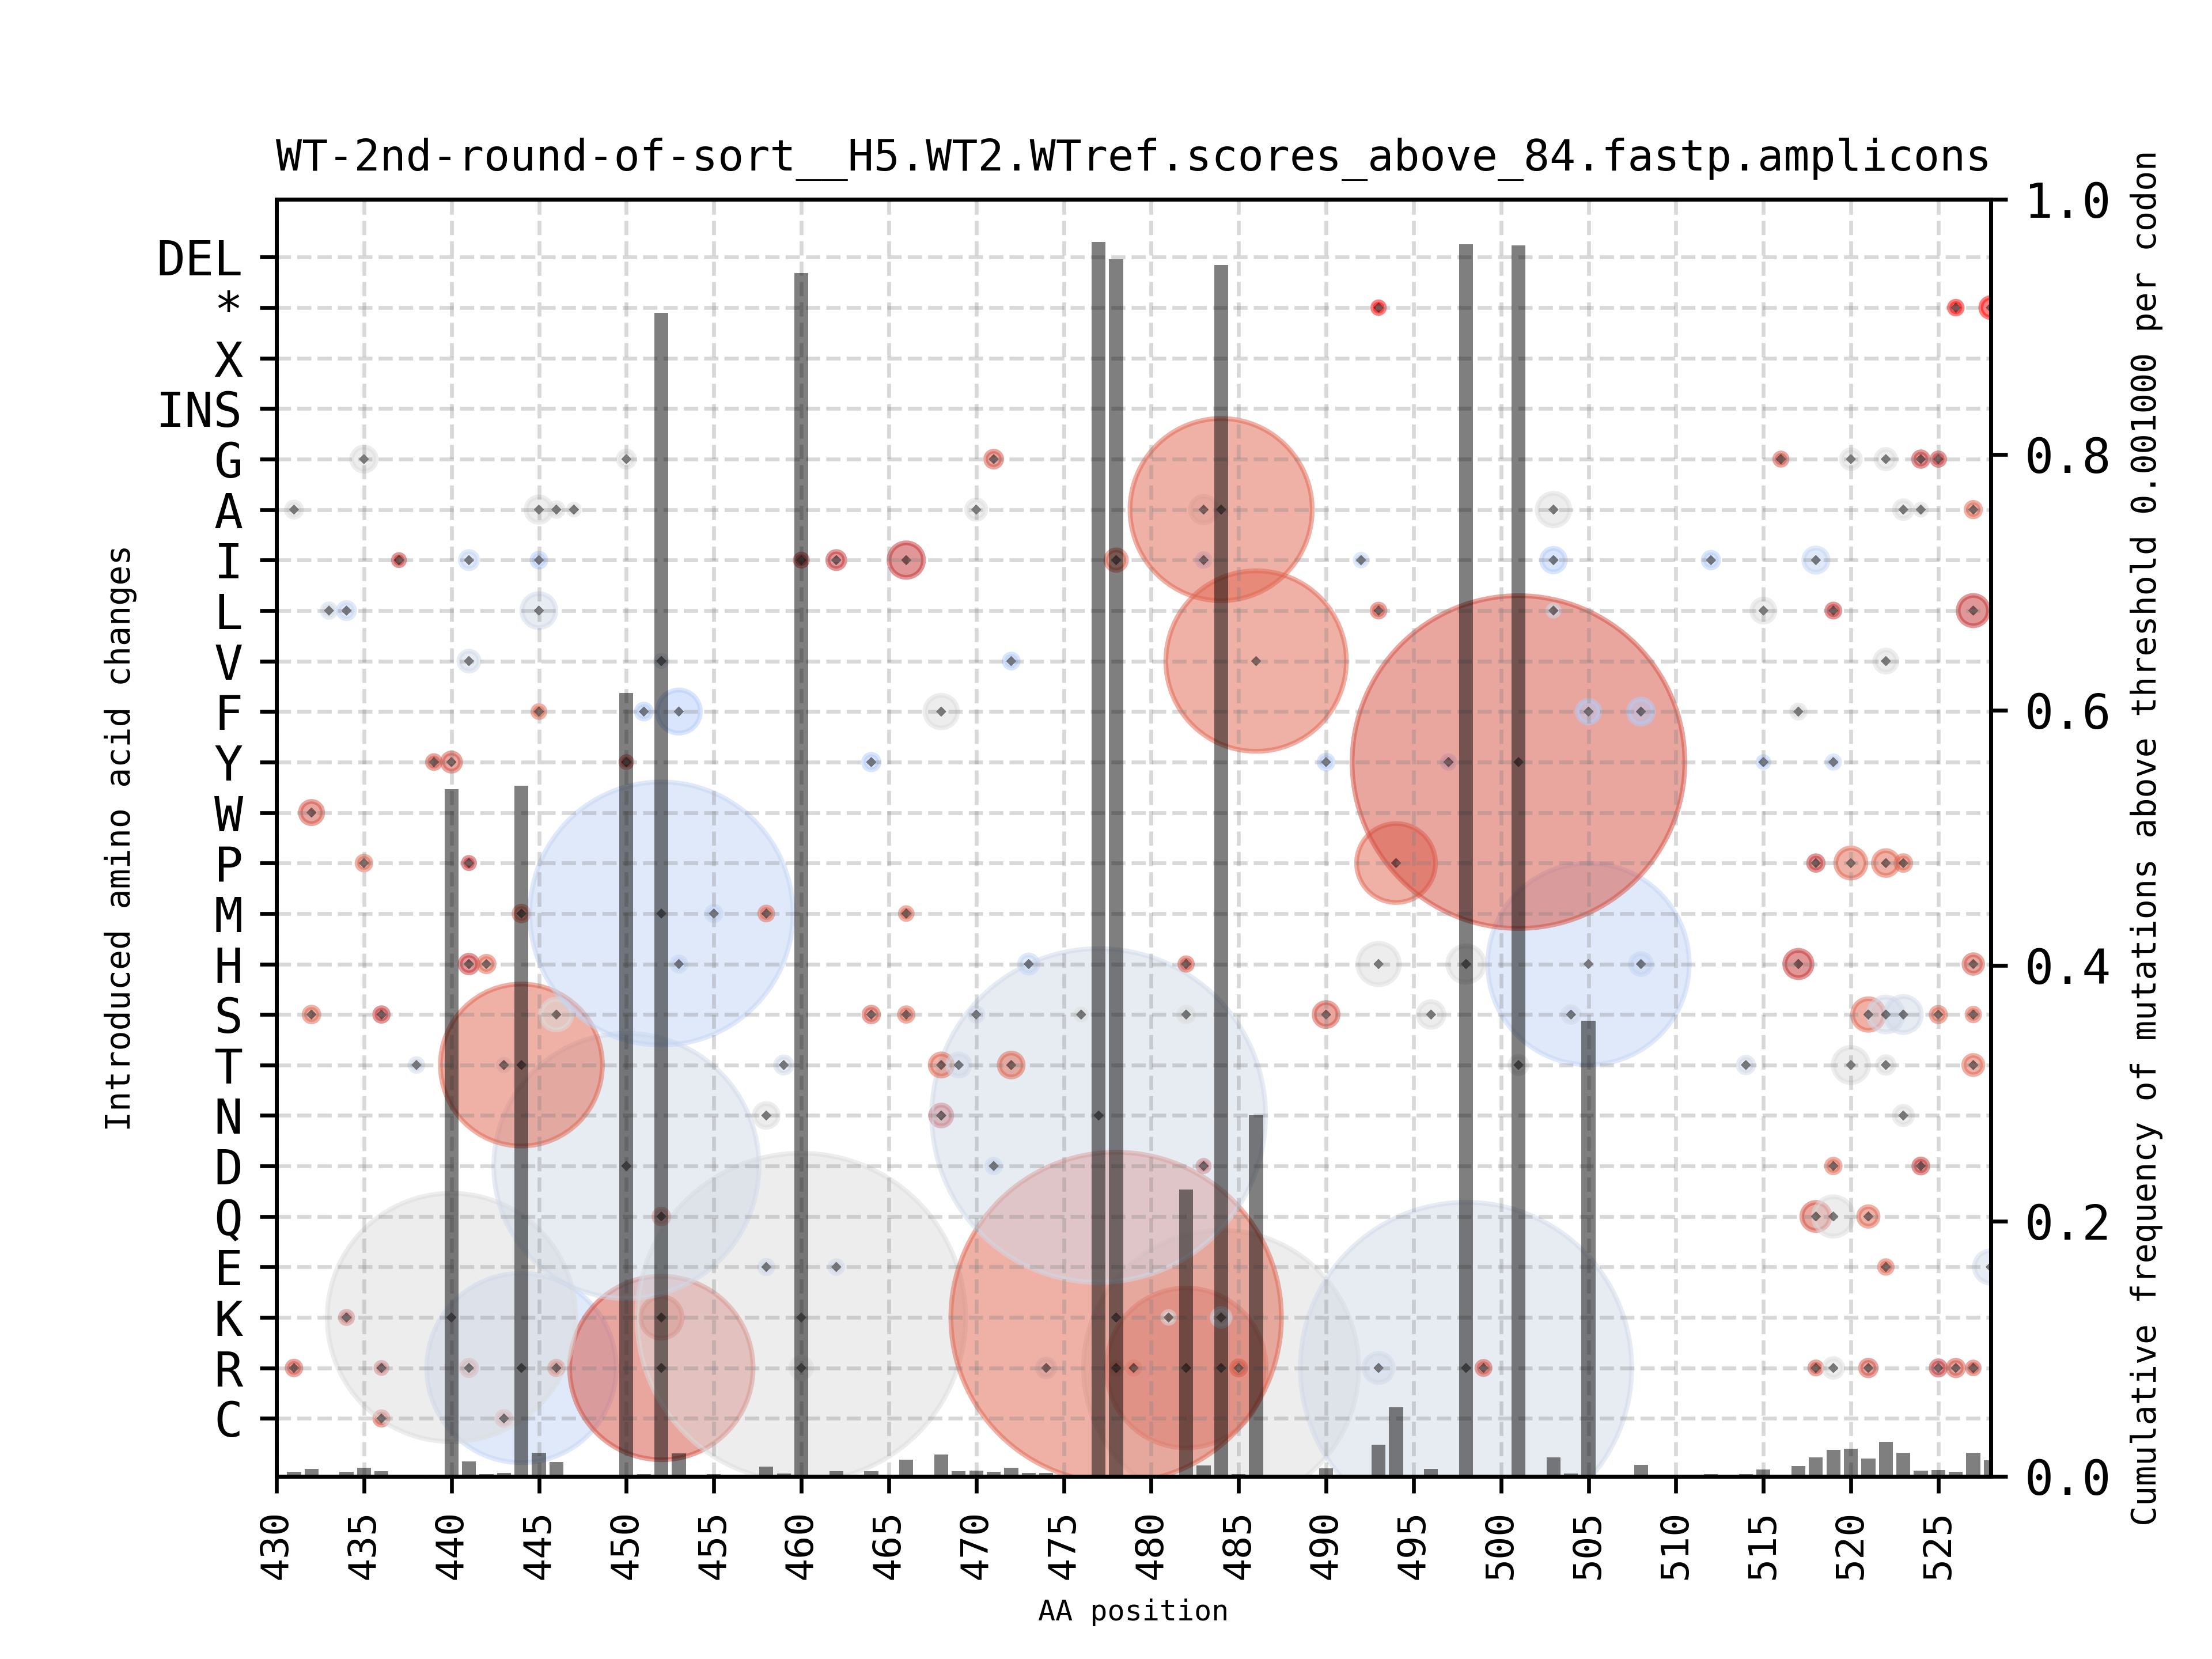 WT-2nd-round-of-sort__H5.WT2.WTref.scores_above_84.fastp.amplicons
Introduced amino acid changes
DEL
*
X
INS
G
A
I
L
V
F
Y
W
P
M
H
S
T
N
D
Q
E
K
R
C
430 435 440 445 450 455 460 465 470 475 480 485 490 495 500 505 510 515 520 525
AA position
1.0
0.8
0.6
0.4
0.2
0.0
Cumulative frequency of mutations above threshold 0.001000 per codon